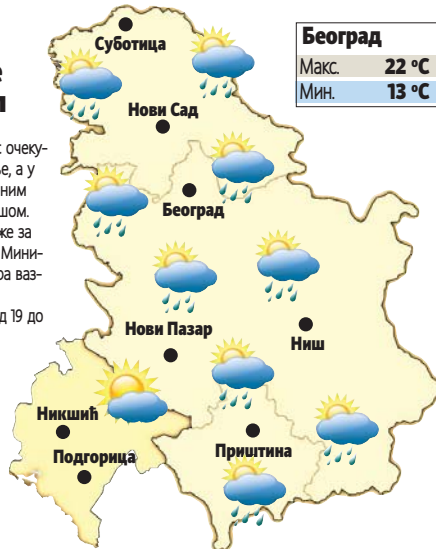 е
и
очеку-
е, а у
ним
шом.
же за
Мини-
ра ваз-
д 19 до
Београд
Макс. 22 °C
Мин. 13 °C
Суботица
Нови Сад
Београд
Нови Пазар
Ниш
Никшић
Подгорица
Приштина